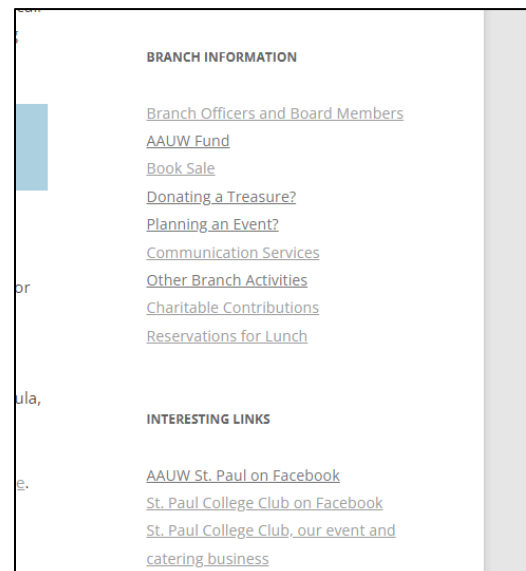 BRANCH INFORMATION
Branch Officers and Board Members
AAUW Fund
Book Sale
Donating a Treasure?
Planning an Event?
Communication Services
Other Branch Activities
or
Charitable Contributions
Reservations for Lunch
ula,
INTERESTING LINKS
AAUW St. Paul on Facebook
e.
St. Paul College Club on Facebook
St. Paul College Club, our event and
catering business